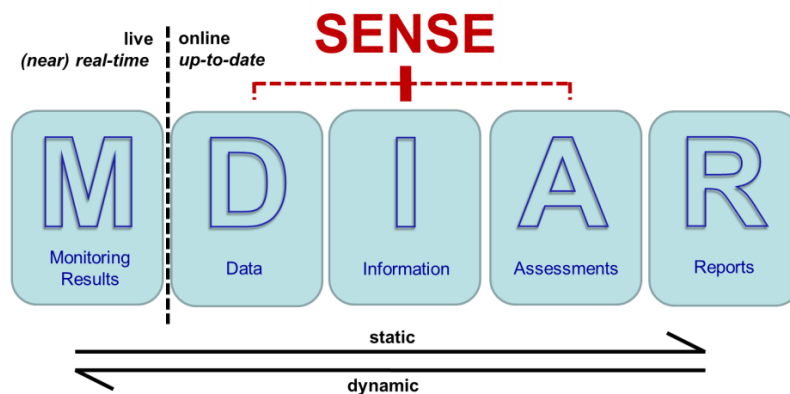 live
(near) real-time
online
up-to-date
SENSE
M
Monitoring
Results
D
Data
I
Information
A
Assessments
R
Reports
static
dynamic